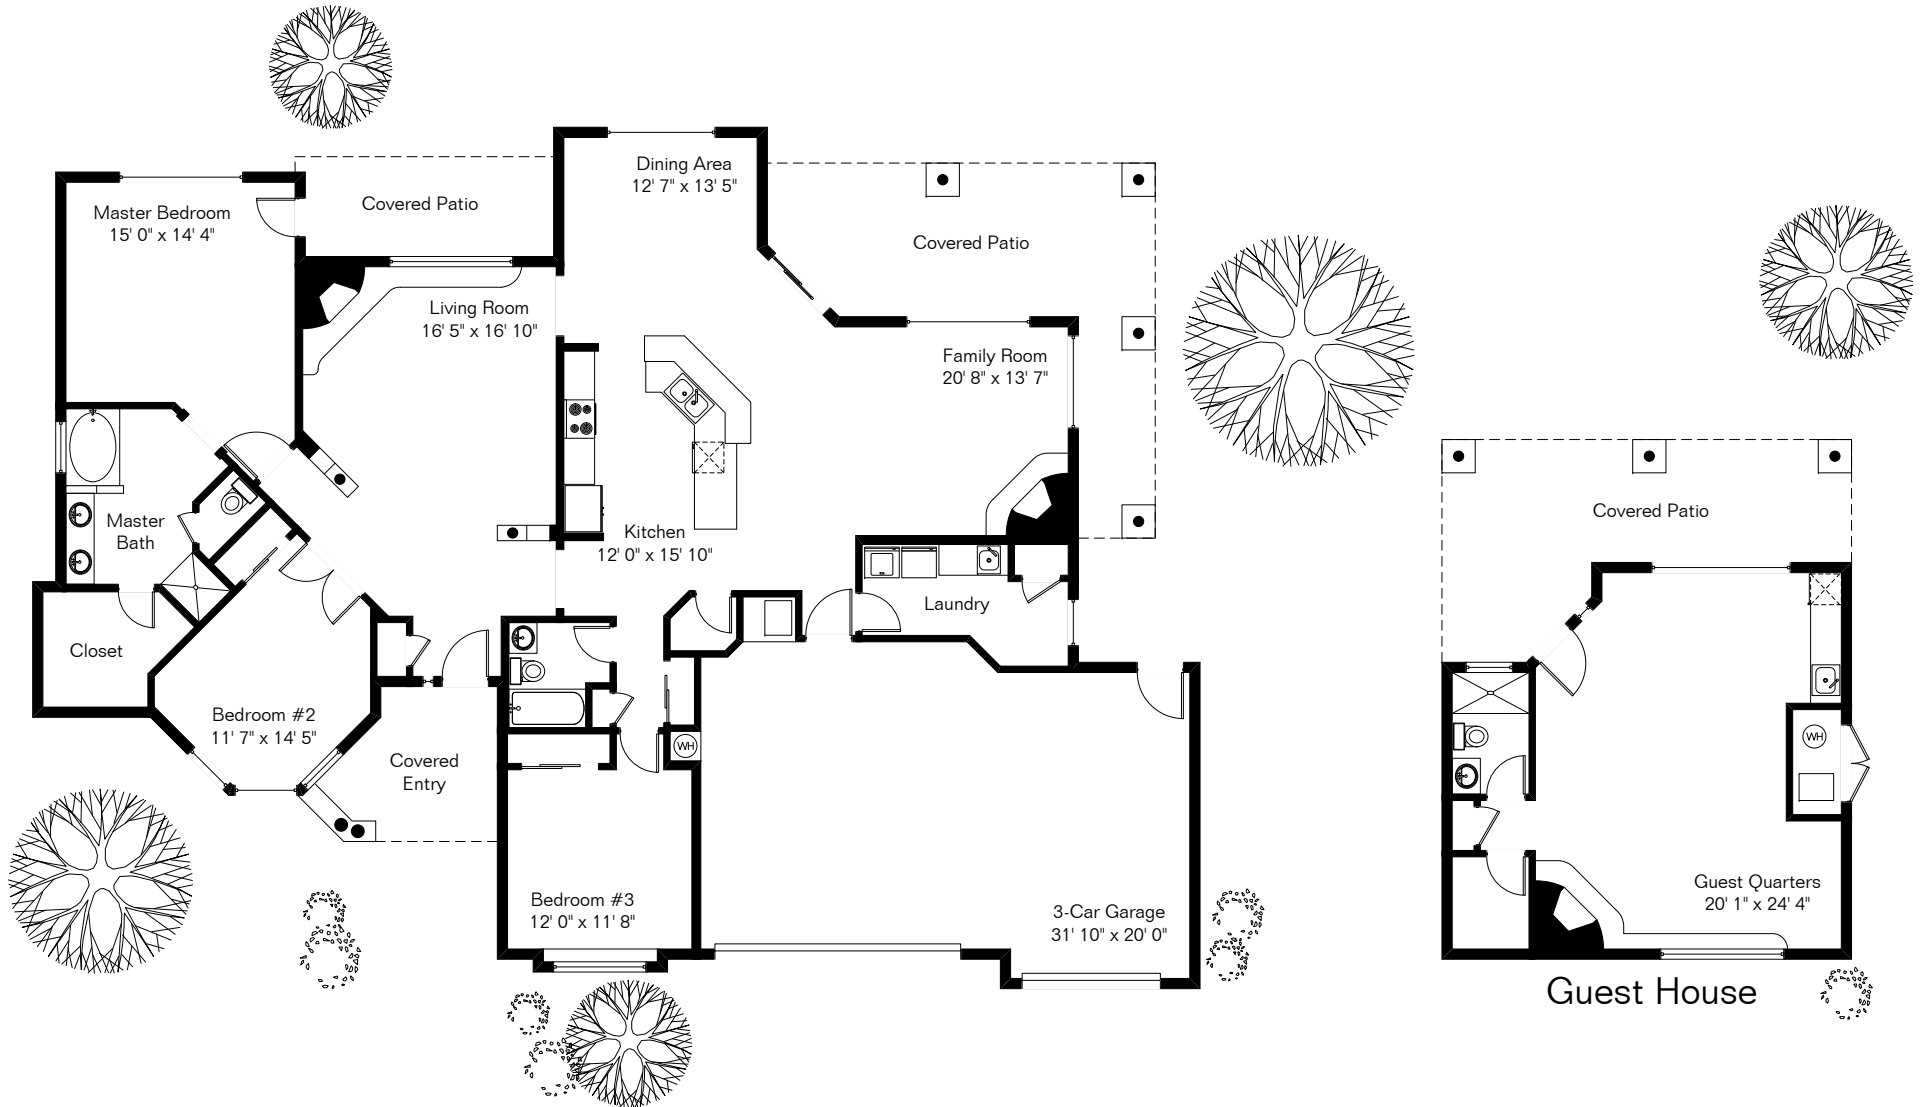 Dining Area
12' 7" x 13' 5"
Master Bedroom
15' 0" x 14' 4"
Covered Patio
Covered Patio
Living Room
16' 5" x 16' 10"
Family Room
20' 8" x 13' 7"
Master
Bath
Kitchen
12' 0" x 15' 10"
Laundry
Closet
Bedroom #2
11' 7" x 14' 5"
Covered
Entry
WH
Bedroom #3
12' 0" x 11' 8"
3-Car Garage
31' 10" x 20' 0"
Covered Patio
WH
Guest Quarters
20' 1" x 24' 4"
Guest House